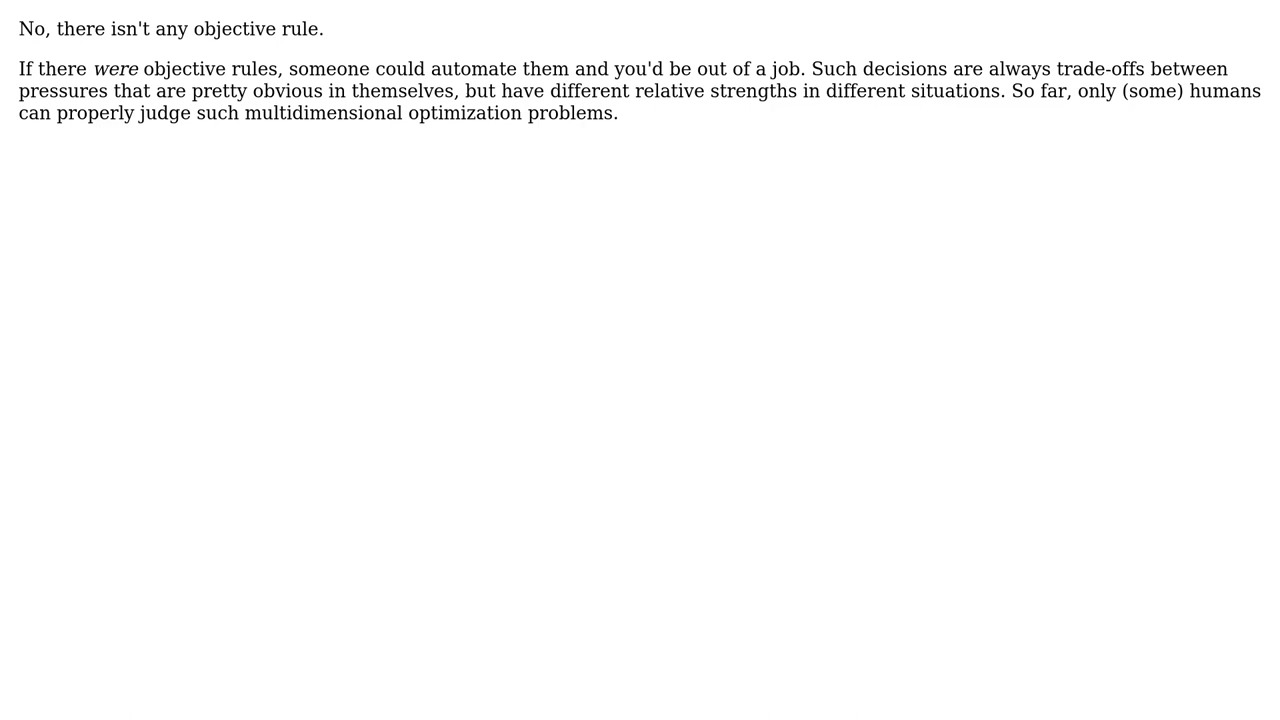 No, there isn't any objective rule.
If there were objective rules, someone could automate them and you'd be out of a job. Such decisions are always trade-offs between
pressures that are pretty obvious in themselves, but have different relative strengths in different situations. So far, only (some) humans
can properly judge such multidimensional optimization problems.